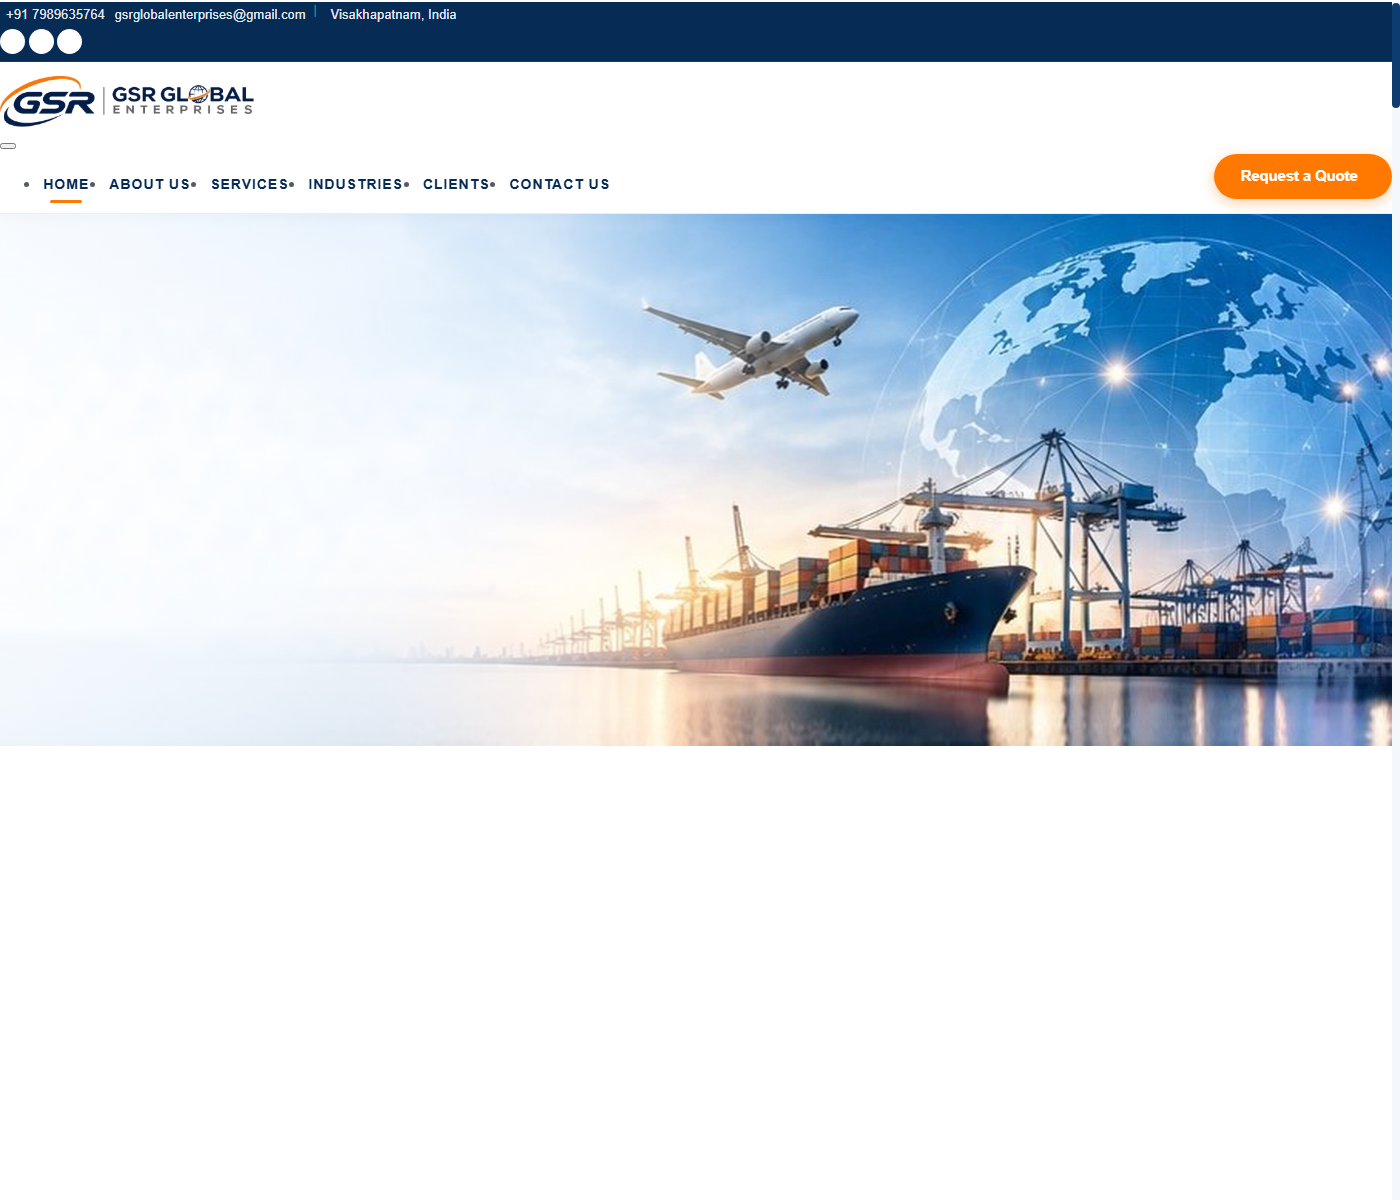 +91 7989635764 gsrglobalenterprises@gmail.com | Visakhapatnam, India
GSR | GSR GLOBAL
ENTERPRISES
• HOME • ABOUT US • SERVICES • INDUSTRIES • CLIENTS • CONTACT US
Request a Quote